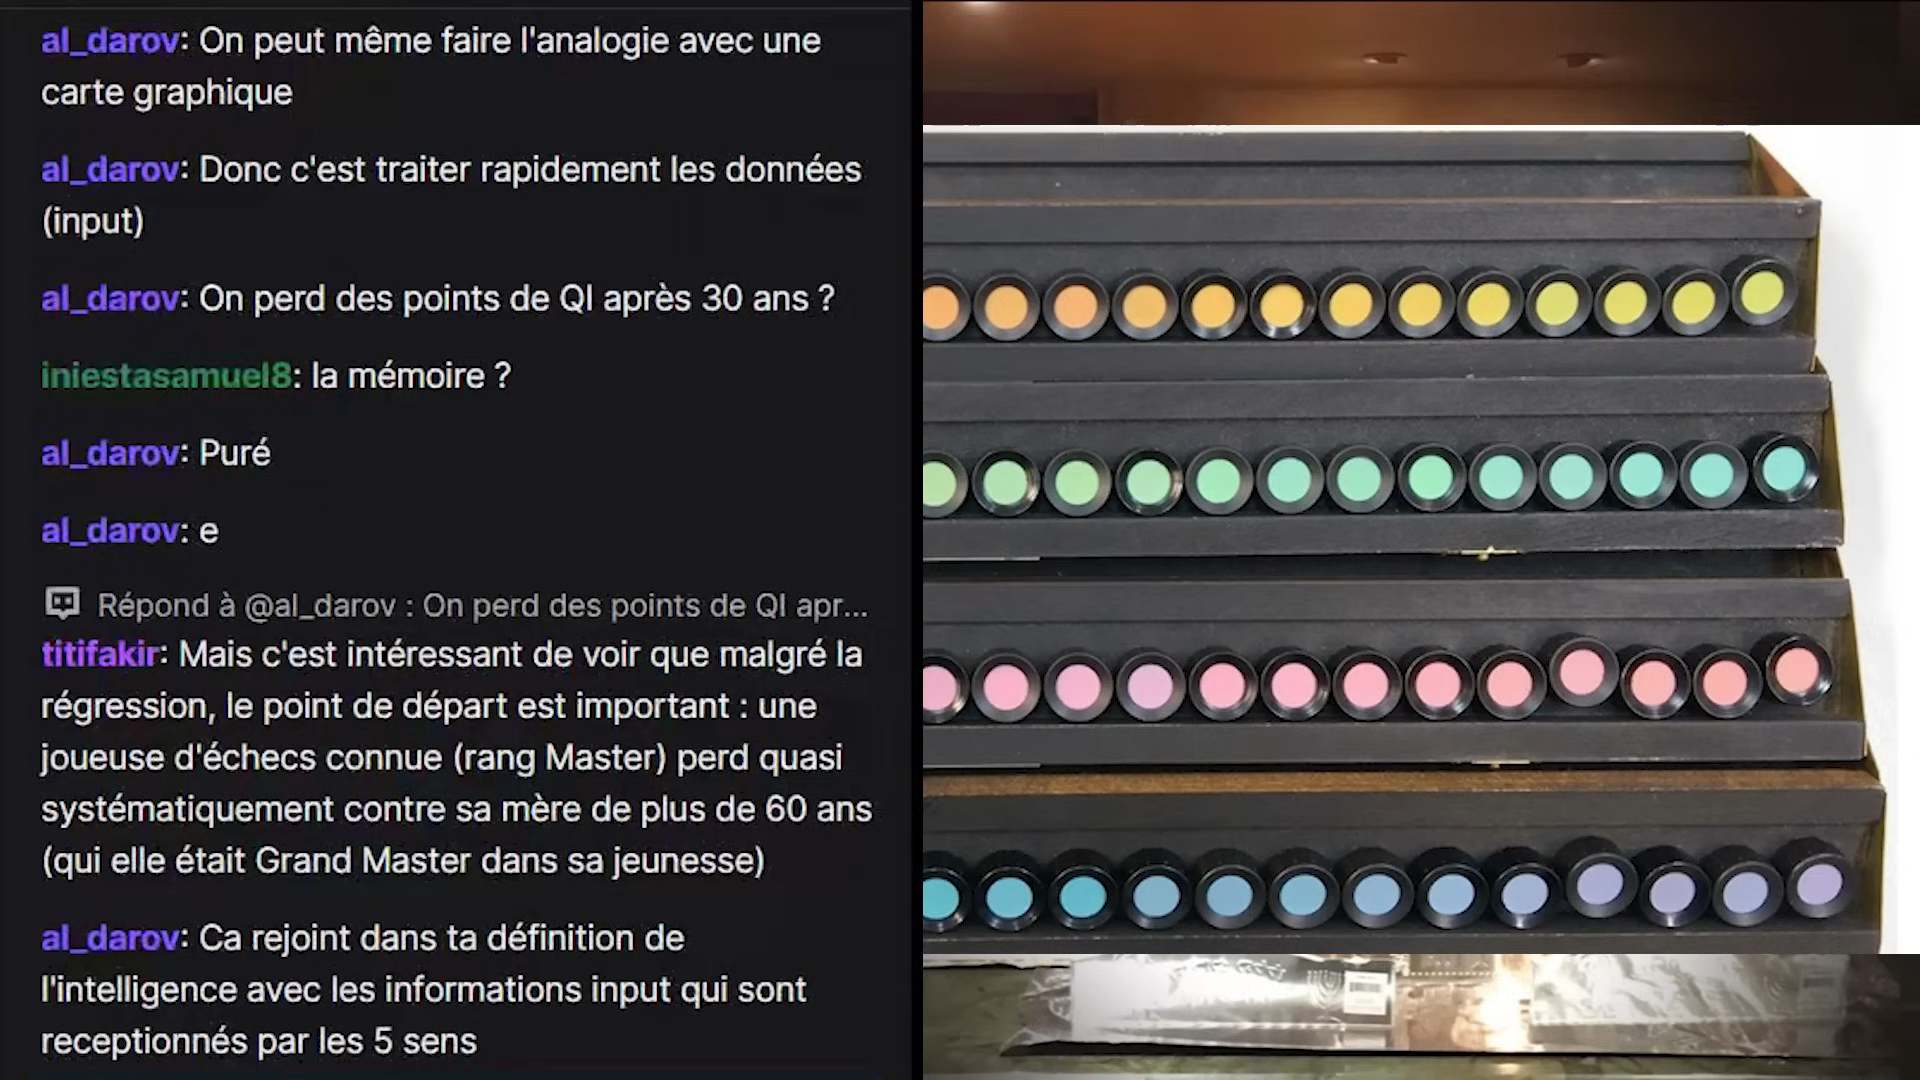 al_darov: On peut même faire l'analogie avec une
carte graphique
al_darov: Donc c'est traiter rapidement les données
(input)
al_darov: On perd des points de QI après 30 ans ?
iniestasamuel8: la mémoire ?
al_darov: Puré
al_darov: e
Répond à @al_darov : On perd des points de QI apr...
titifakir: Mais c'est intéressant de voir que malgré la
régression, le point de départ est important : une
joueuse d'échecs connue (rang Master) perd quasi
systématiquement contre sa mère de plus de 60 ans
(qui elle était Grand Master dans sa jeunesse)
al_darov: Ca rejoint dans ta définition de
l'intelligence avec les informations input qui sont
receptionnés par les 5 sens